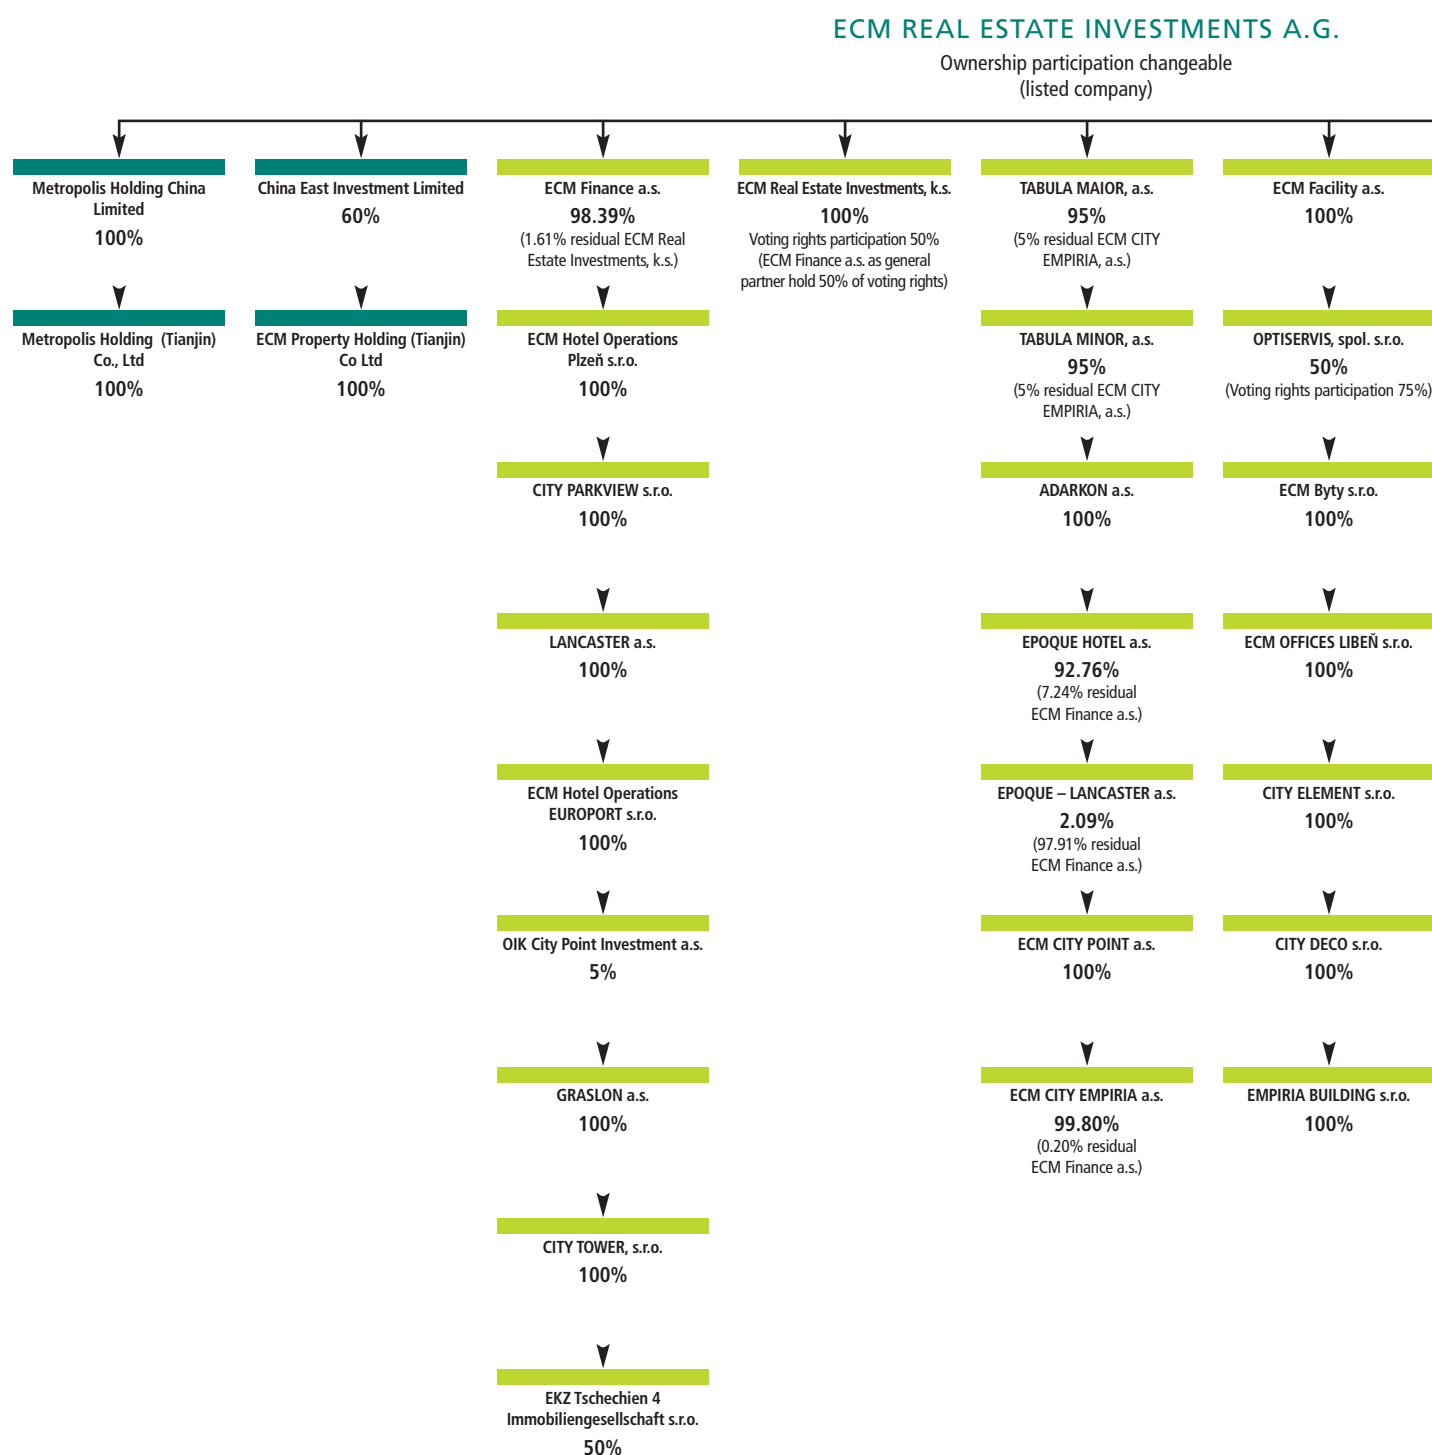 ECM REAL ESTATE INVESTMENTS A.G.
Ownership participation changeable
(listed company)
Metropolis Holding China
Limited
100%
China East Investment Limited
60%
ECM Finance a.s.
98.39%
(1.61% residual ECM Real
Estate Investments, k.s.)
ECM Real Estate Investments, k.s.
100%
Voting rights participation 50%
(ECM Finance a.s. as general
partner hold 50% of voting rights)
TABULA MAIOR, a.s.
95%
(5% residual ECM CITY
EMPIRIA, a.s.)
ECM Facility a.s.
100%
Metropolis Holding (Tianjin)
Co., Ltd
100%
ECM Property Holding (Tianjin)
Co Ltd
100%
ECM Hotel Operations
Plzeň s.r.o.
100%
TABULA MINOR, a.s.
95%
(5% residual ECM CITY
EMPIRIA, a.s.)
OPTISERVIS, spol. s.r.o.
50%
(Voting rights participation 75%)
CITY PARKVIEW s.r.o.
100%
ADARKON a.s.
100%
ECM Byty s.r.o.
100%
LANCASTER a.s.
100%
EPOQUE HOTEL a.s.
92.76%
(7.24% residual
ECM Finance a.s.)
ECM OFFICES LIBEŇ s.r.o.
100%
ECM Hotel Operations
EUROPORT s.r.o.
100%
EPOQUE – LANCASTER a.s.
2.09%
(97.91% residual
ECM Finance a.s.)
CITY ELEMENT s.r.o.
100%
OIK City Point Investment a.s.
5%
ECM CITY POINT a.s.
100%
CITY DECO s.r.o.
100%
GRASLON a.s.
100%
ECM CITY EMPIRIA a.s.
99.80%
(0.20% residual
ECM Finance a.s.)
EMPIRIA BUILDING s.r.o.
100%
CITY TOWER, s.r.o.
100%
EKZ Tschechien 4
Immobiliengesellschaft s.r.o.
50%